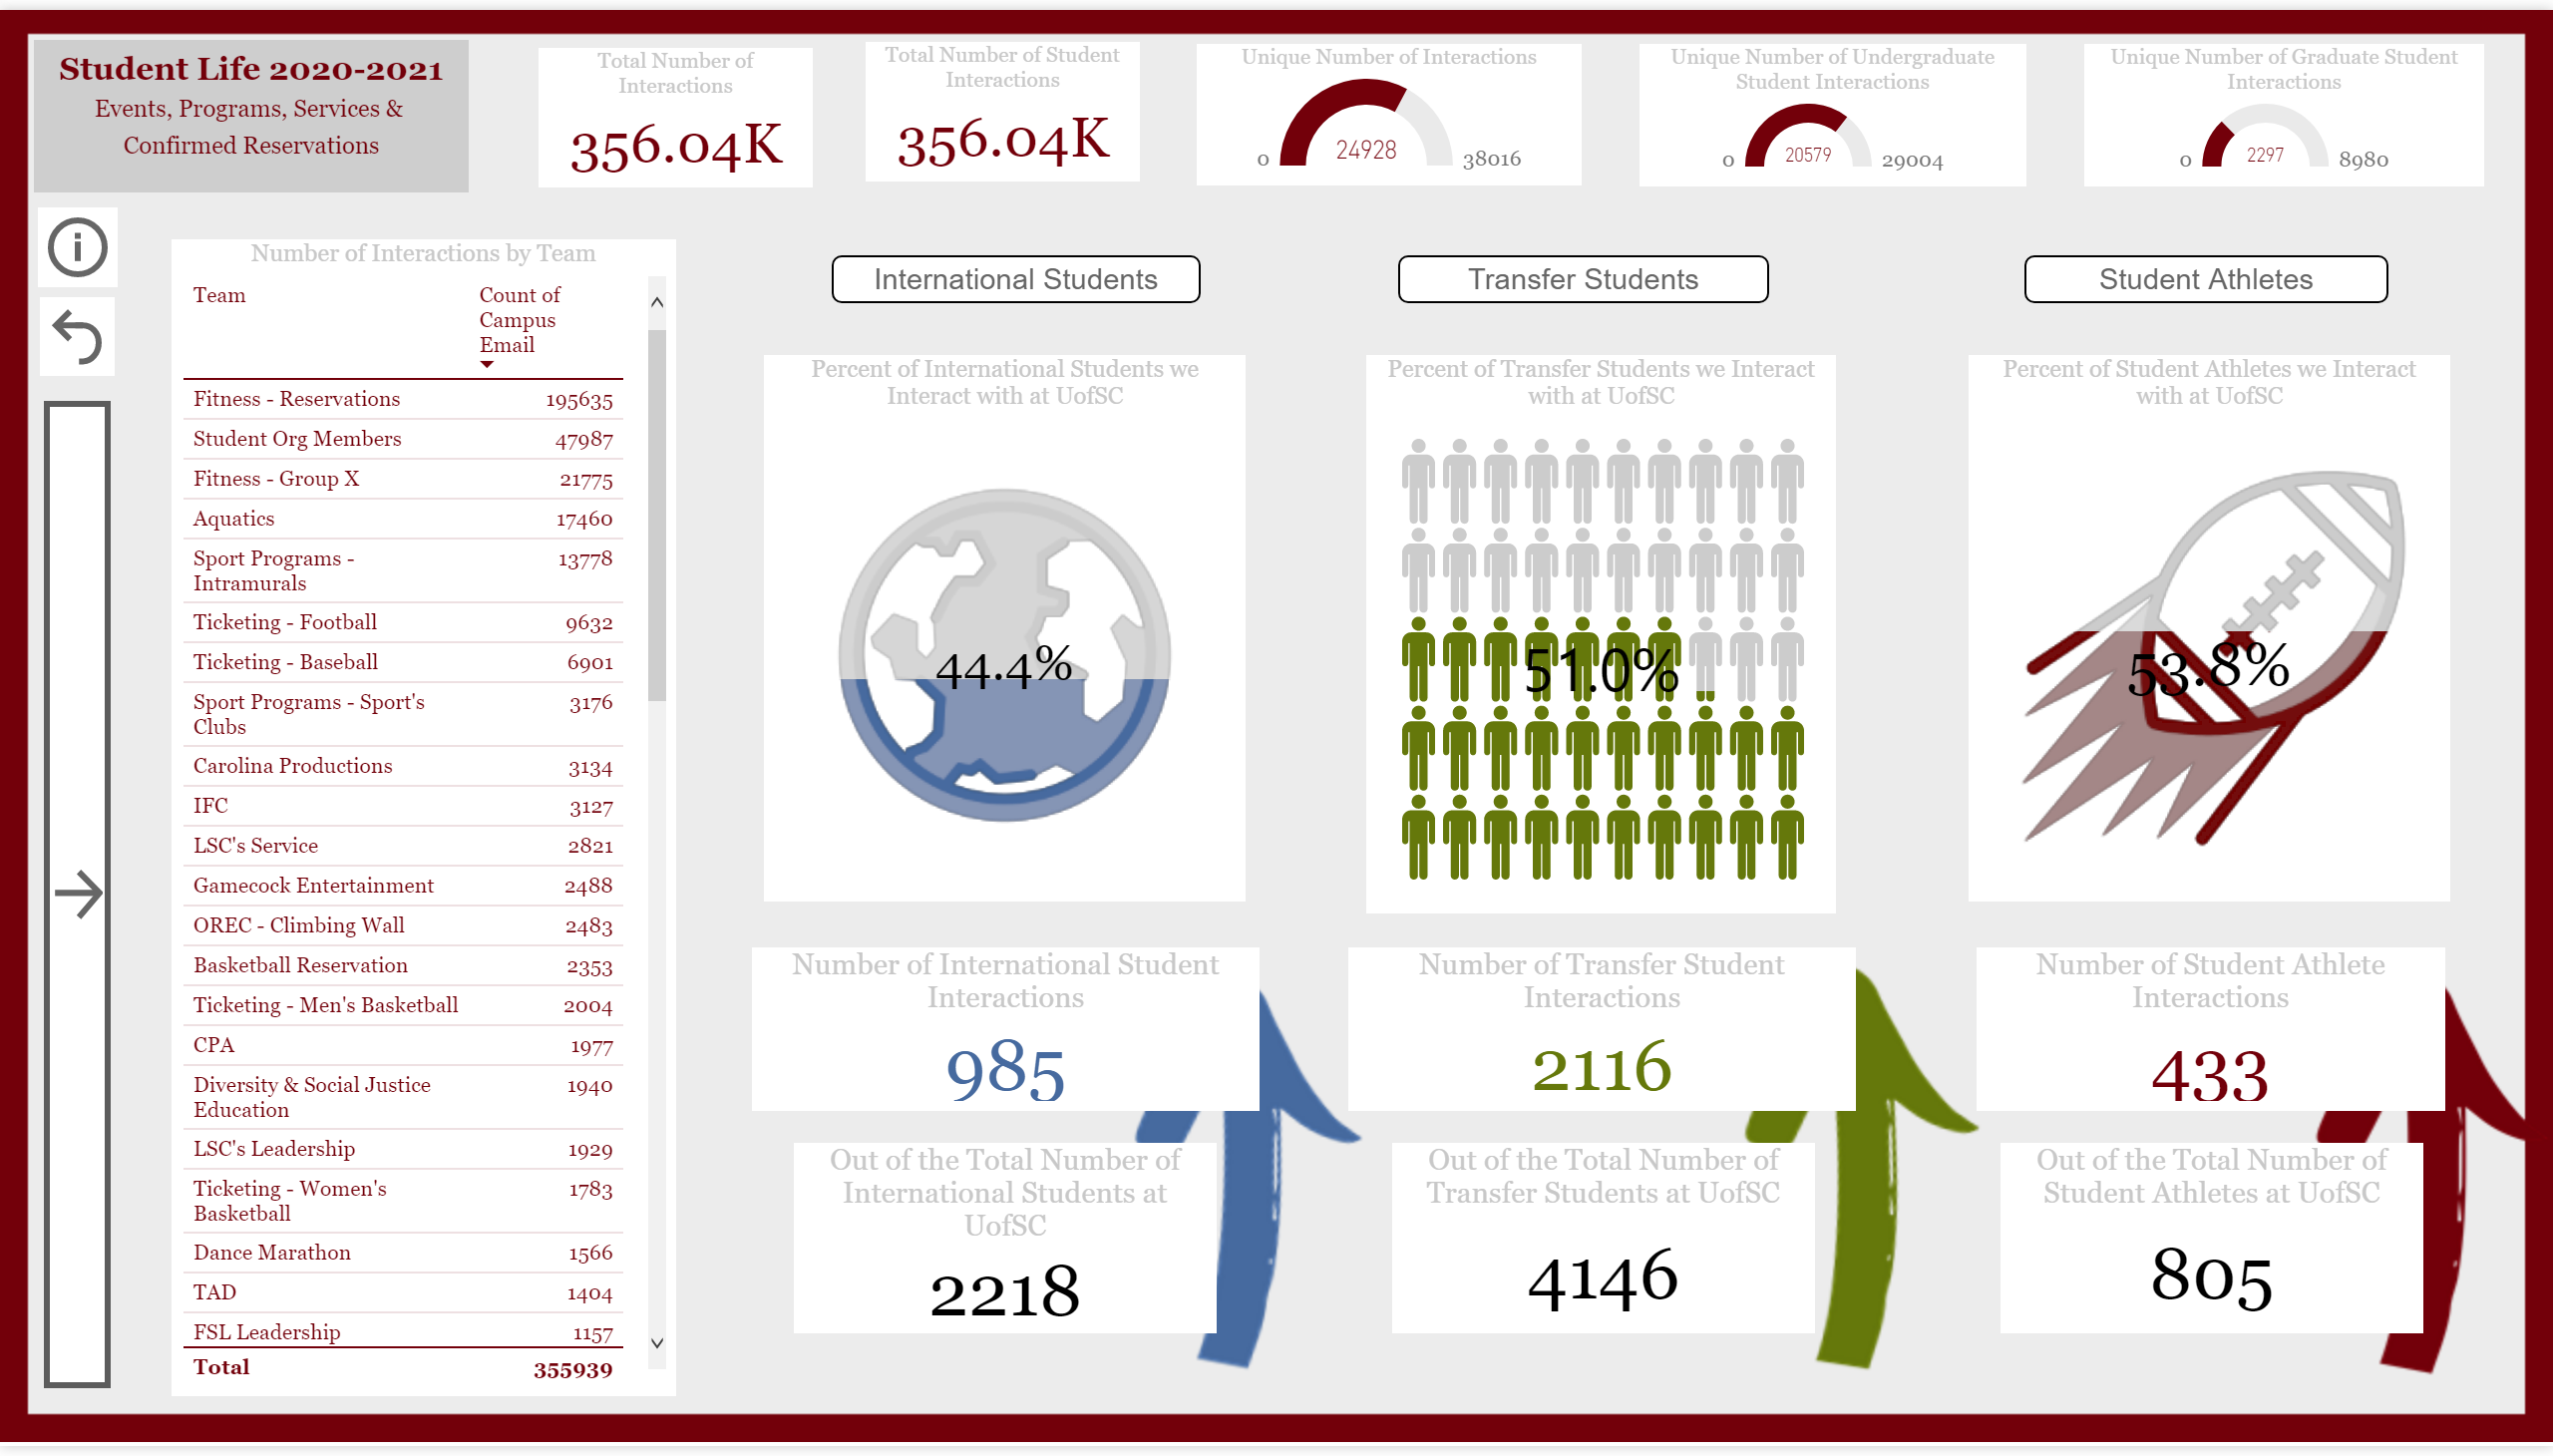 Student Life 2020-2021
Events, Programs, Services &
Confirmed Reservations
Total Number of
Interactions
356.04K
Total Number of Student
Interactions
356.04K
Unique Number of Interactions
24928
0
38016
Unique Number of Undergraduate
Student Interactions
20579
0
29004
Unique Number of Graduate Student
Interactions
2297
0
8980
Number of Interactions by Team
Team
Count of
Campus
Email
Fitness - Reservations 195635
Student Org Members 47987
Fitness - Group X 21775
Aquatics 17460
Sport Programs - 13778
Intramurals
Ticketing - Football 9632
Ticketing - Baseball 6901
Sport Programs - Sport's 3176
Clubs
Carolina Productions 3134
IFC 3127
LSC's Service 2821
Gamecock Entertainment 2488
OREC - Climbing Wall 2483
Basketball Reservation 2353
Ticketing - Men's Basketball 2004
CPA 1977
Diversity & Social Justice 1940
Education
LSC's Leadership 1929
Ticketing - Women's 1783
Basketball
Dance Marathon 1566
TAD 1404
FSL Leadership 1157
Total 355939
International Students
Percent of International Students we
Interact with at UofSC
44.4%
Number of International Student
Interactions
985
Out of the Total Number of
International Students at
UofSC
2218
Transfer Students
Percent of Transfer Students we Interact
with at UofSC
51.0%
Number of Transfer Student
Interactions
2116
Out of the Total Number of
Transfer Students at UofSC
4146
Student Athletes
Percent of Student Athletes we Interact
with at UofSC
53.8%
Number of Student Athlete
Interactions
433
Out of the Total Number of
Student Athletes at UofSC
805